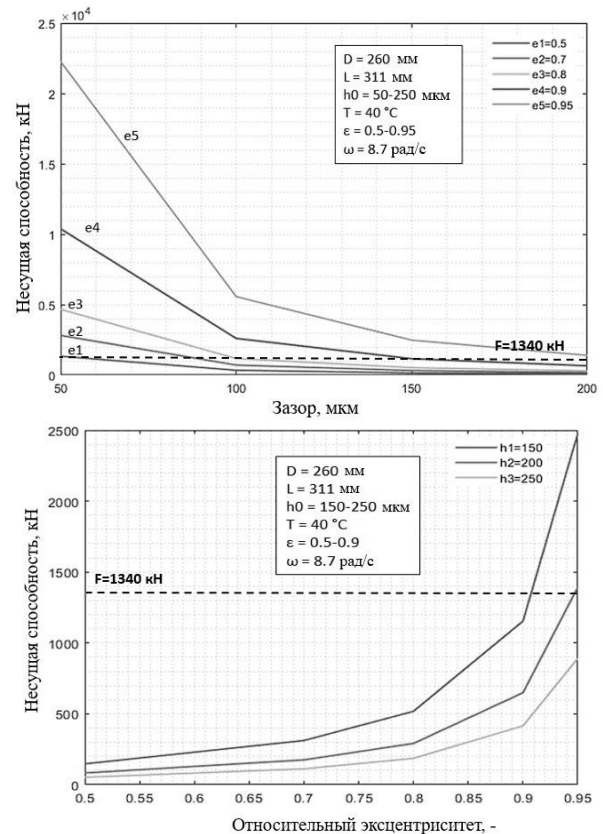 ×10⁴
2.5
2
1.5
1
0.5
0
Несущая способность, кН
D = 260 мм
L = 311 мм
h0 = 50-250 мкм
T = 40 °C
ε = 0.5-0.95
ω = 8.7 рад/с
e1=0.5
e2=0.7
e3=0.8
e4=0.9
e5=0.95
e5
e4
e3
e2
e1
F=1340 кН
50
100
150
200
Зазор, мкм
2500
2000
1500
1000
500
0
Несущая способность, кН
D = 260 мм
L = 311 мм
h0 = 150-250 мкм
T = 40 °C
ε = 0.5-0.9
ω = 8.7 рад/с
h1=150
h2=200
h3=250
F=1340 кН
0.5
0.55
0.6
0.65
0.7
0.75
0.8
0.85
0.9
0.95
Относительный эксцентриситет, -